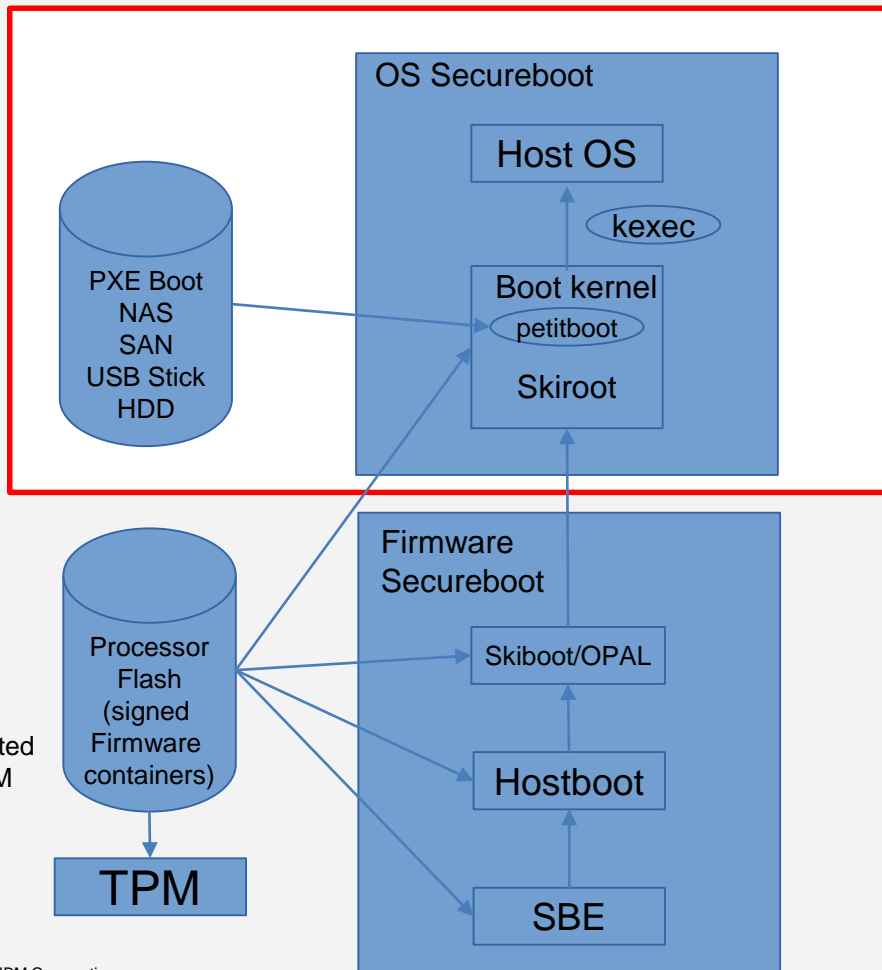 OS Secureboot
Host OS
kexec
PXE Boot
NAS
SAN
USB Stick
HDD
Boot kernel
petitboot
Skiroot
Firmware
Secureboot
Processor
Flash
(signed
Firmware
containers)
Skiboot/OPAL
Hostboot
TPM
SBE